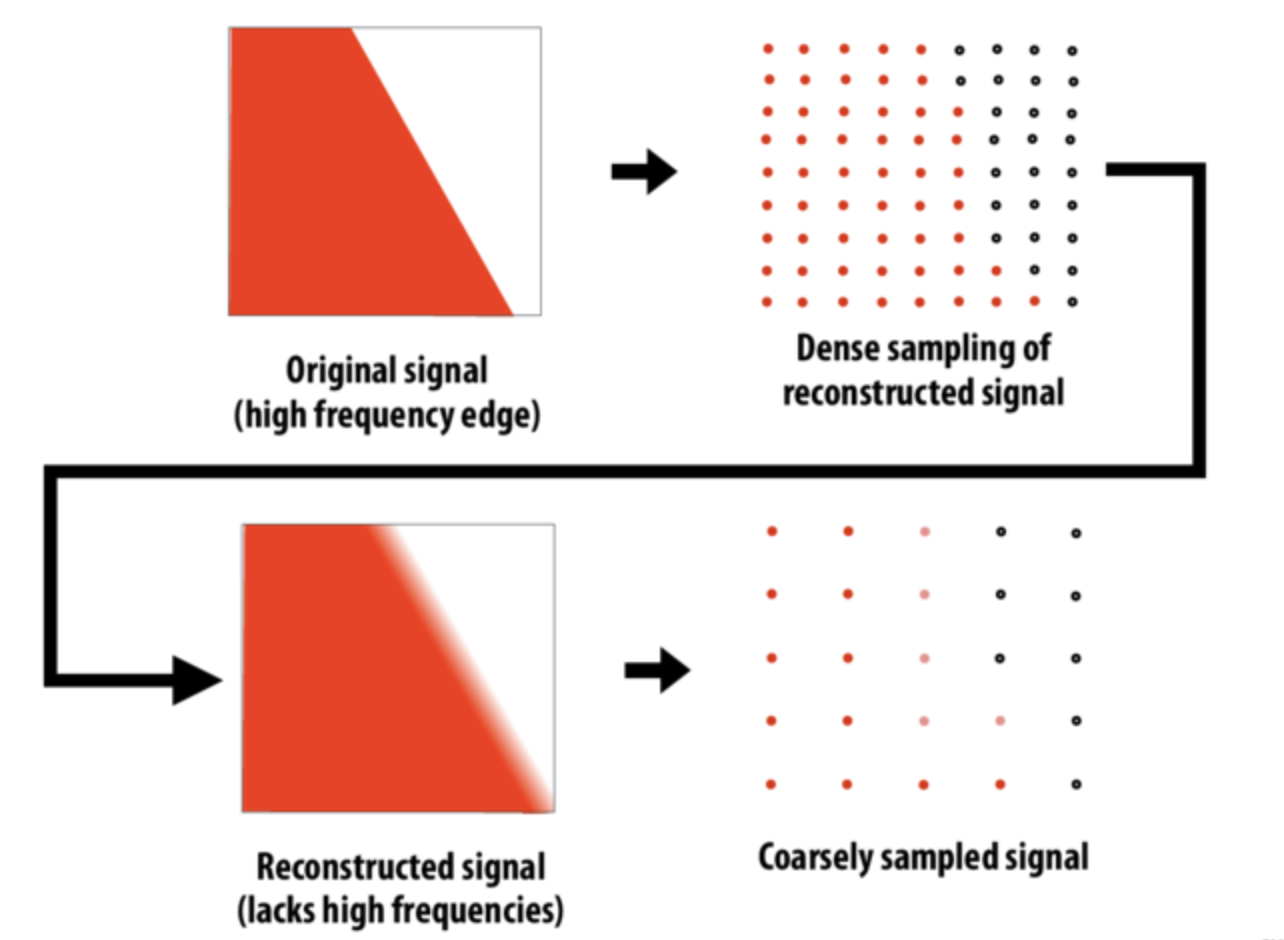 Original signal
(high frequency edge)
Dense sampling of
reconstructed signal
Reconstructed signal
(lacks high frequencies)
Coarsely sampled signal